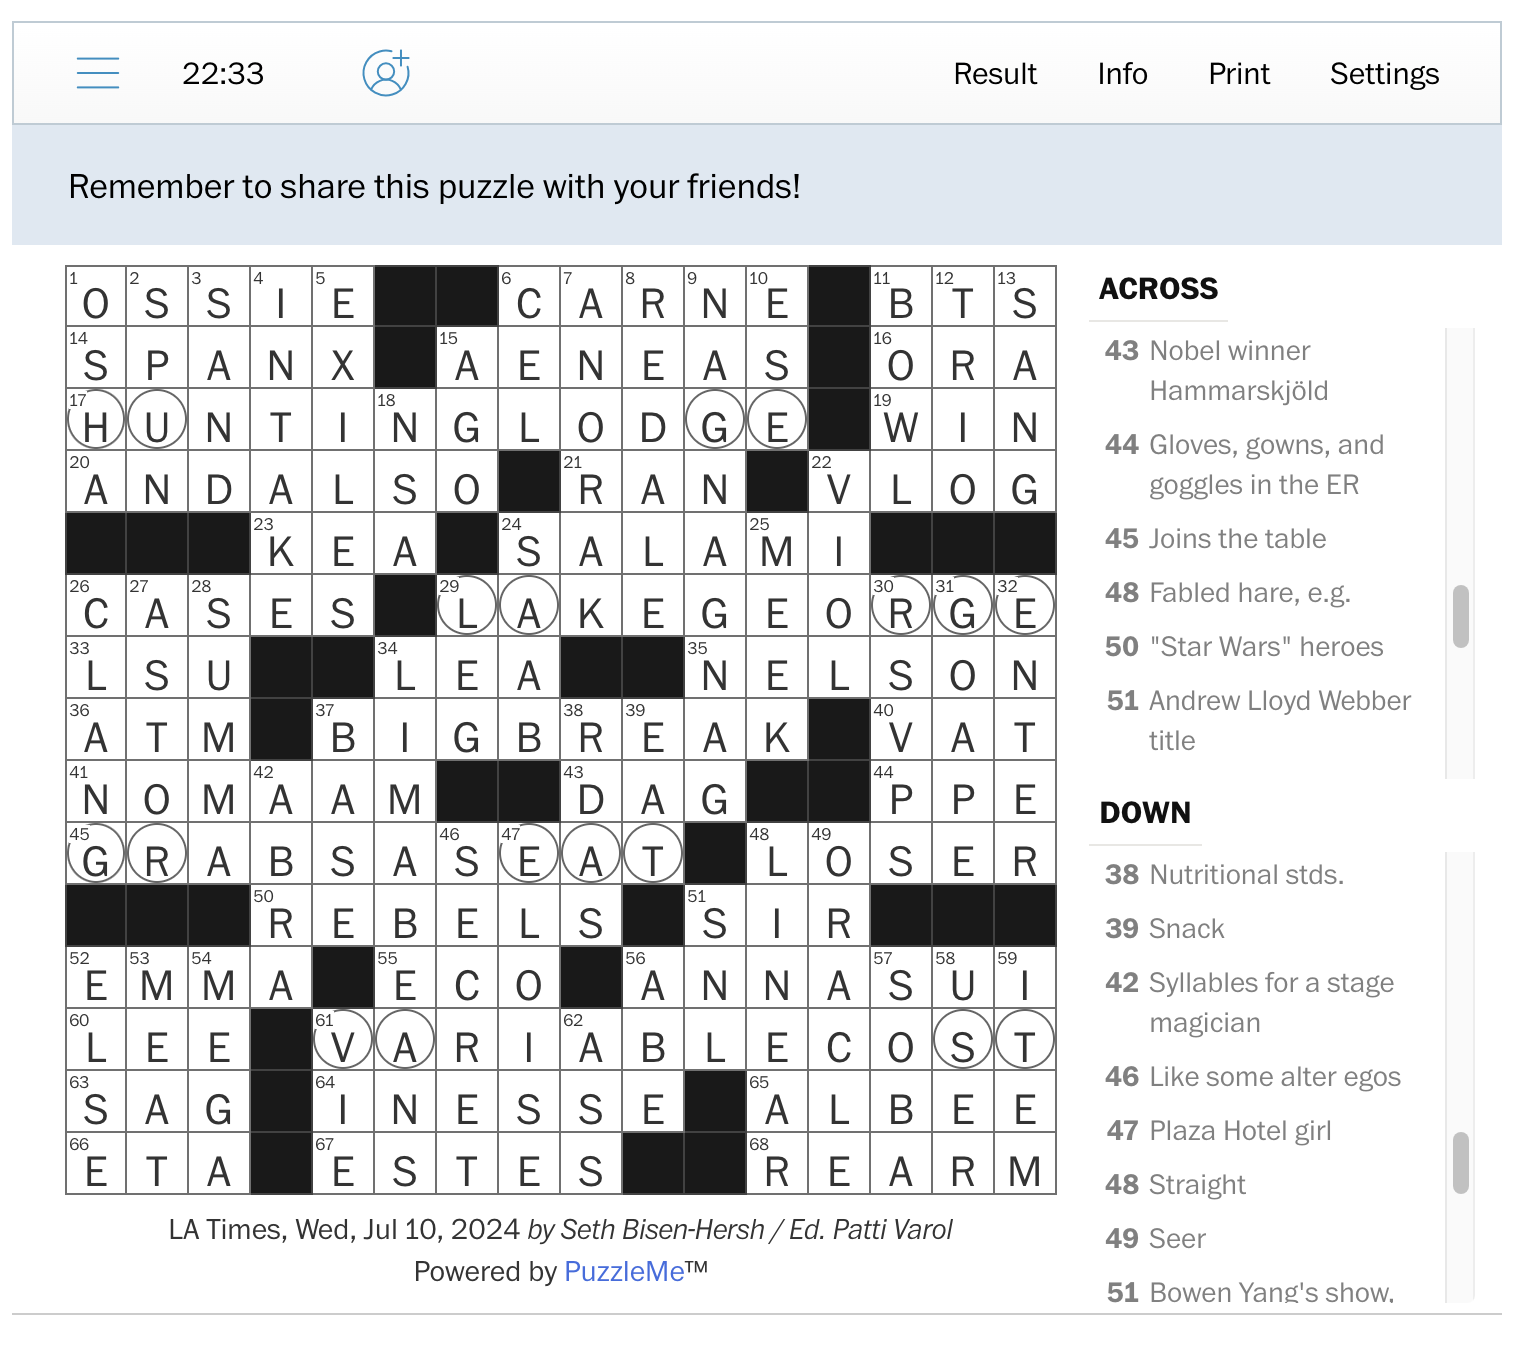 22:33 Result Info Print Settings
Remember to share this puzzle with your friends!
1 O 2 S 3 S 4 I 5 E 6 C 7 A 8 R 9 N 10 E 11 B 12 T 13 S
14 S P A N X 15 A E N E A S 16 O R A
17 H U N T I 18 N G L O D G E 19 W I N
20 A N D A L S O 21 R A N 22 V L O G
23 K E A 24 S A L A 25 M I
26 C 27 A 28 S E S 29 L A K E G E O 30 R 31 G 32 E
33 L S U 34 L E A 35 N E L S O N
36 A T M 37 B I G B 38 R 39 E A K 40 V A T
41 N O M 42 A A M 43 D A G 44 P P E
45 G R A B S A 46 S 47 E A T 48 L 49 O S E R
50 R E B E L S 51 S I R
52 E 53 M 54 M A 55 E C O 56 A N N A 57 S 58 U 59 I
60 L E E 61 V A R I 62 A B L E C O S T
63 S A G 64 I N E S S E 65 A L B E E
66 E T A 67 E S T E S 68 R E A R M
LA Times, Wed, Jul 10, 2024 by Seth Bisen-Hersh / Ed. Patti Varol
Powered by PuzzleMe™
ACROSS
43 Nobel winner
Hammarskjöld
44 Gloves, gowns, and
goggles in the ER
45 Joins the table
48 Fabled hare, e.g.
50 "Star Wars" heroes
51 Andrew Lloyd Webber
title
DOWN
38 Nutritional stds.
39 Snack
42 Syllables for a stage
magician
46 Like some alter egos
47 Plaza Hotel girl
48 Straight
49 Seer
51 Bowen Yang's show,